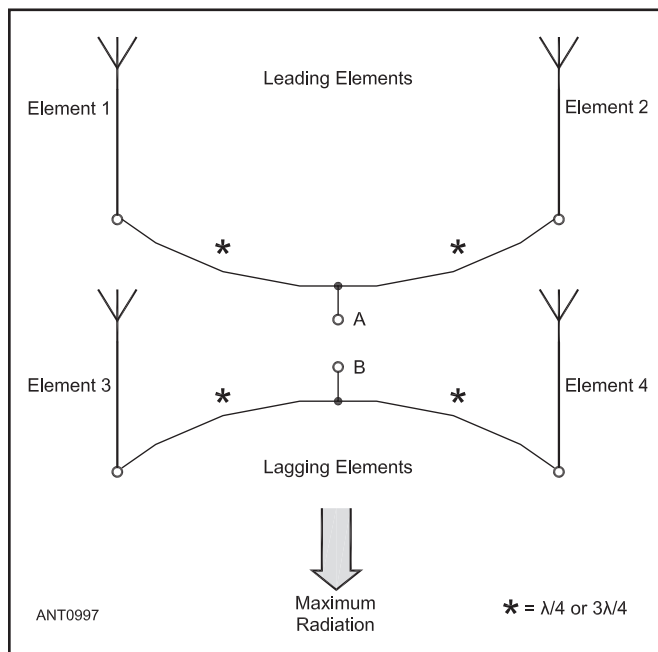 Leading Elements
Element 1
Element 2
*
*
A
B
Element 3
Element 4
*
*
Lagging Elements
Maximum
Radiation
* = λ/4 or 3λ/4
ANT0997